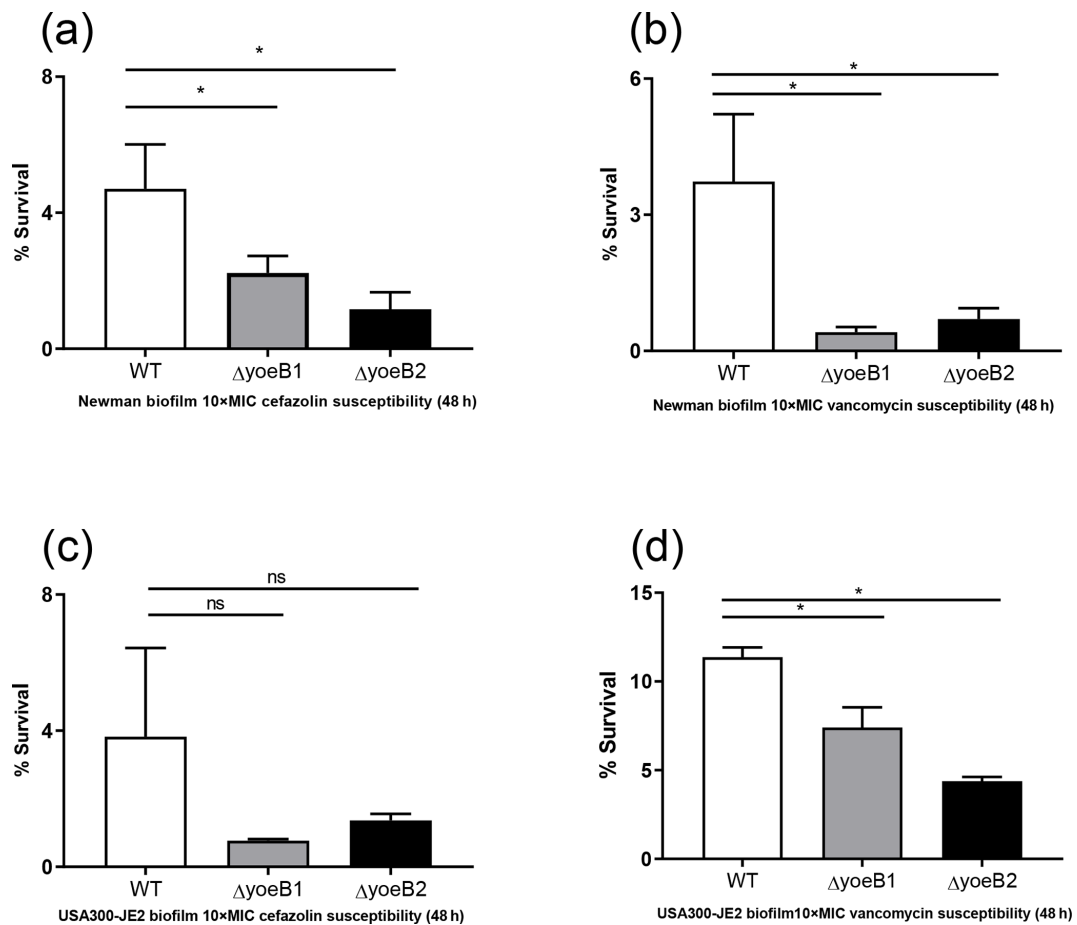 (a)
*
*
8
4
0
% Survival
WT
ΔyoeB1
ΔyoeB2
Newman biofilm 10×MIC cefazolin susceptibility (48 h)
(b)
*
*
6
3
0
% Survival
WT
ΔyoeB1
ΔyoeB2
Newman biofilm 10×MIC vancomycin susceptibility (48 h)
(c)
ns
ns
8
4
0
% Survival
WT
ΔyoeB1
ΔyoeB2
USA300-JE2 biofilm 10×MIC cefazolin susceptibility (48 h)
(d)
*
*
15
10
5
0
% Survival
WT
ΔyoeB1
ΔyoeB2
USA300-JE2 biofilm10×MIC vancomycin susceptibility (48 h)